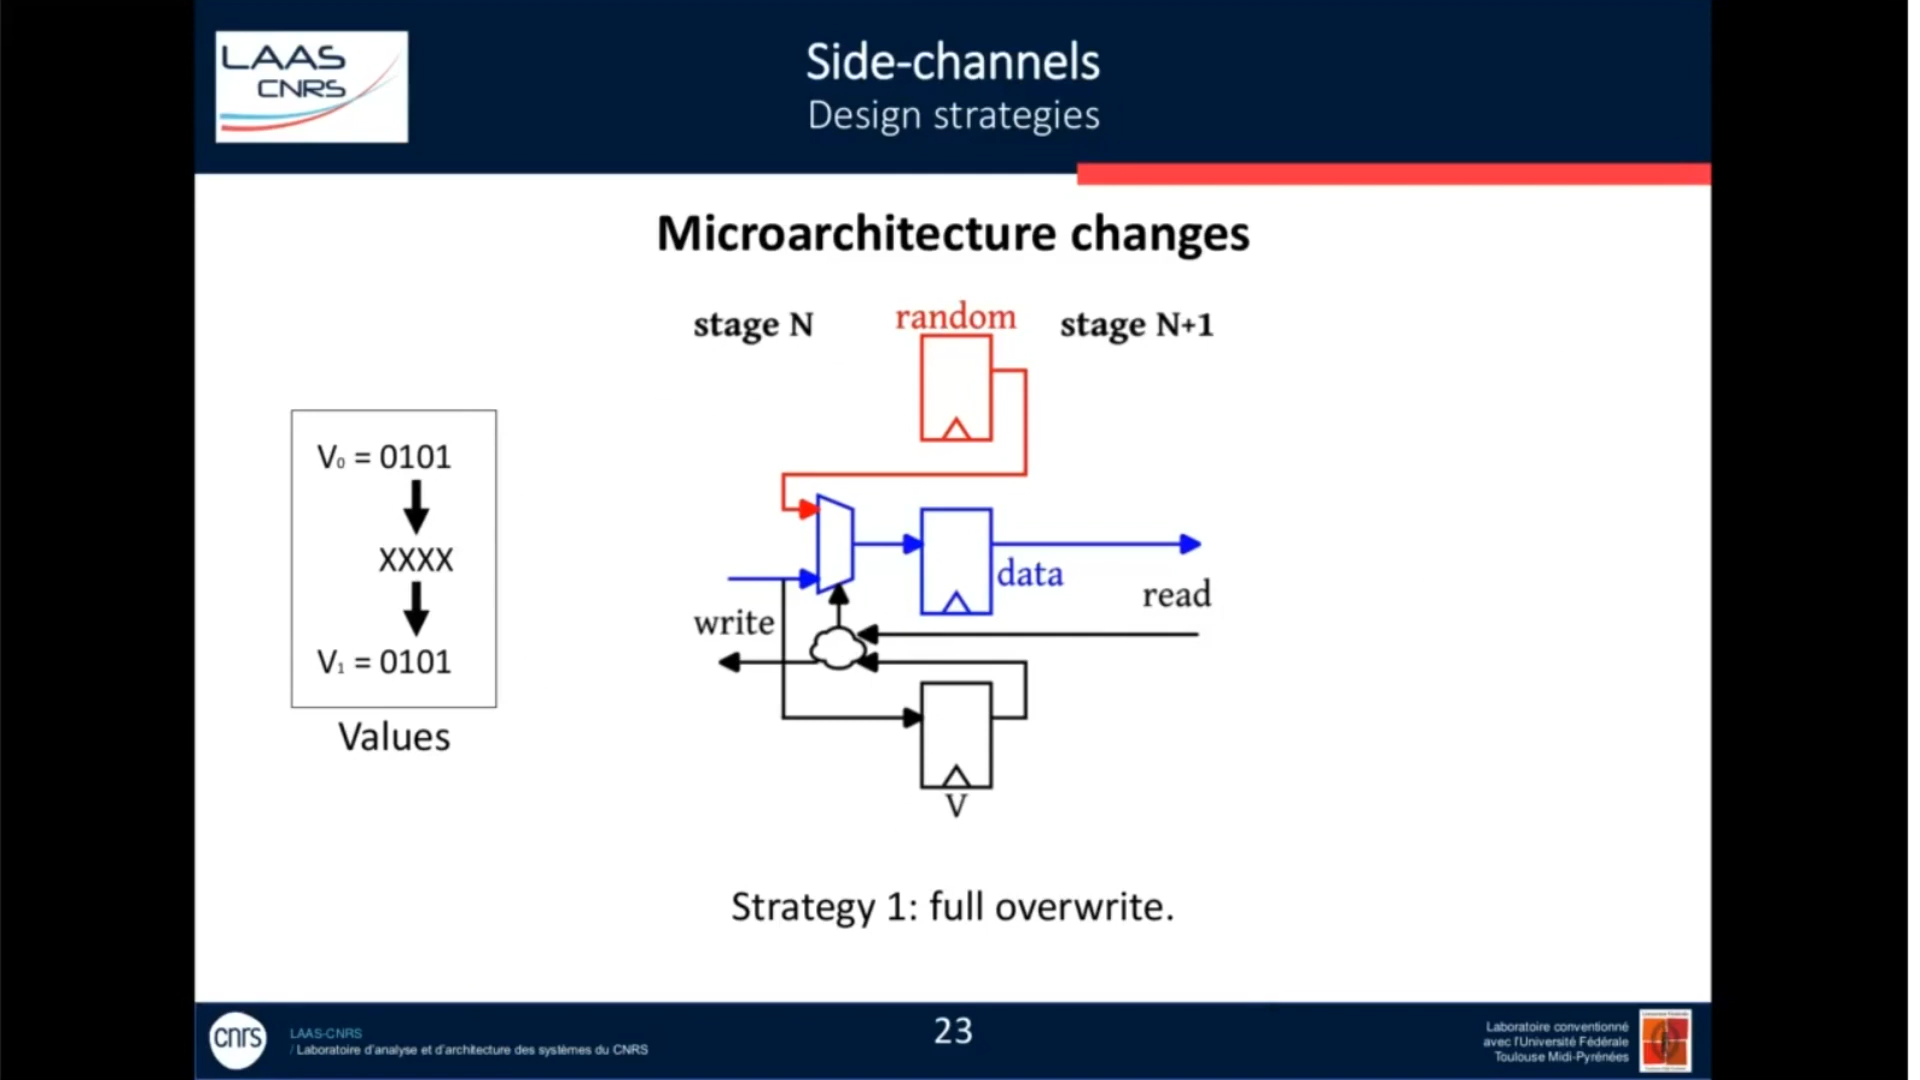 LAAS
CNRS
Side-channels
Design strategies
Microarchitecture changes
stage N
random
stage N+1
V₀ = 0101
XXXX
V₁ = 0101
Values
data
read
write
V
Strategy 1: full overwrite.
cnrs
LAAS-CNRS
/ Laboratoire d'analyse et d'architecture des systèmes du CNRS
23
Laboratoire conventionné
avec l'Université Fédérale
Toulouse Midi-Pyrénées